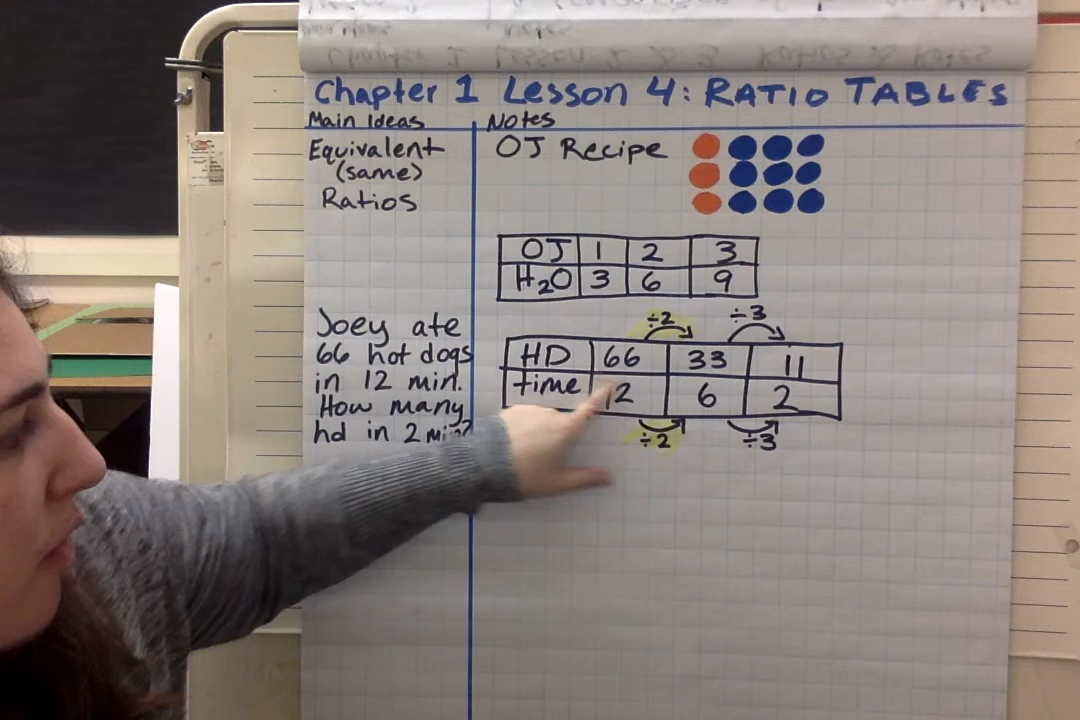 Chapter 1 Lesson 4: RATIO TABLES
Main Ideas
Notes
Equivalent
(same)
Ratios
OJ Recipe
OJ 1 2 3
H₂O 3 6 9
Joey ate
66 hot dogs
in 12 min.
How many
hd in 2 min?
÷2 ÷3
HD 66 33 11
time 12 6 2
÷2 ÷3